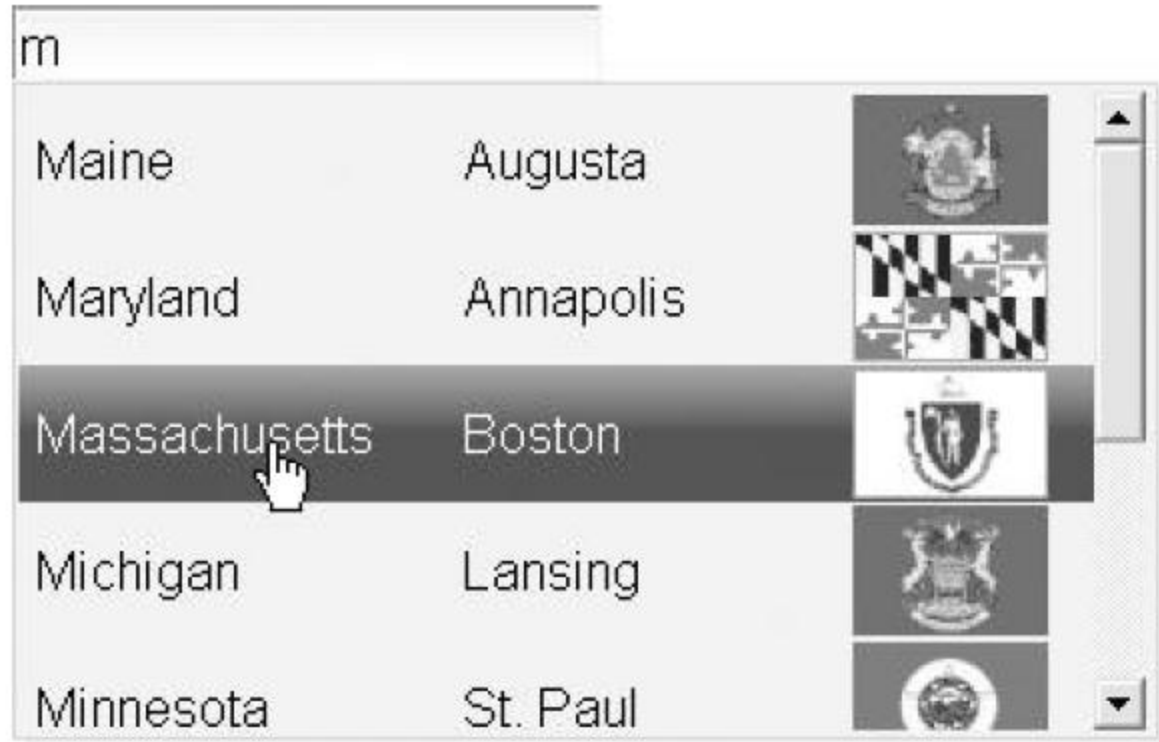 m
Maine Augusta
Maryland Annapolis
Massachusetts Boston
Michigan Lansing
Minnesota St. Paul